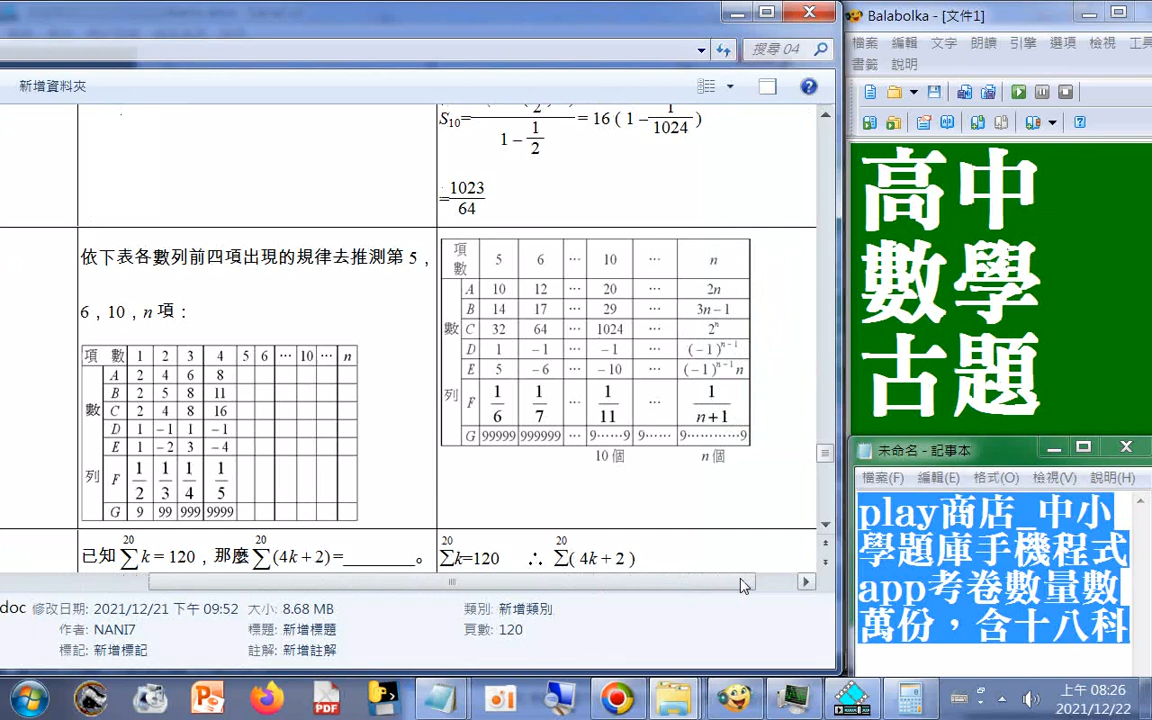 搜尋 04
新增資料夾
S10= = 16 ( 1 − 1/1024 )
1 − 1/2
= 1023/64
依下表各數列前四項出現的規律去推測第 5，
6，10，n 項：
項 數 1 2 3 4 5 6 … 10 … n
數 列
A 2 4 6 8
B 2 5 8 11
C 2 4 8 16
D 1 −1 1 −1
E 1 −2 3 −4
F 1/2 1/3 1/4 1/5
G 9 99 999 9999
項 數 5 6 … 10 … n
數 列
A 10 12 … 20 … 2n
B 14 17 … 29 … 3n−1
C 32 64 … 1024 … 2^n
D 1 −1 … −1 … (−1)^n−1
E 5 −6 … −10 … (−1)^n−1 n
F 1/6 1/7 … 1/11 … 1/n+1
G 99999 999999 … 9……9 9…… 9…………9
10 個 n 個
已知 20 ∑ k = 120，那麼 20 ∑ (4k + 2) = ________。
20 ∑ k=120 ∴ 20 ∑ ( 4k + 2 )
doc 修改日期: 2021/12/21 下午 09:52 大小: 8.68 MB 類別: 新增類別
作者: NANI7 標題: 新增標題 頁數: 120
標記: 新增標記 註解: 新增註解
Balabolka - [文件1]
檔案 編輯 文字 朗讀 引擎 選項 檢視 工具
書籤 說明
高中
數學
古題
未命名 - 記事本
檔案(F) 編輯(E) 格式(O) 檢視(V) 說明(H)
play商店_中小
學題庫手機程式
app考卷數量數
萬份，含十八科
PDF
上午 08:26
2021/12/22